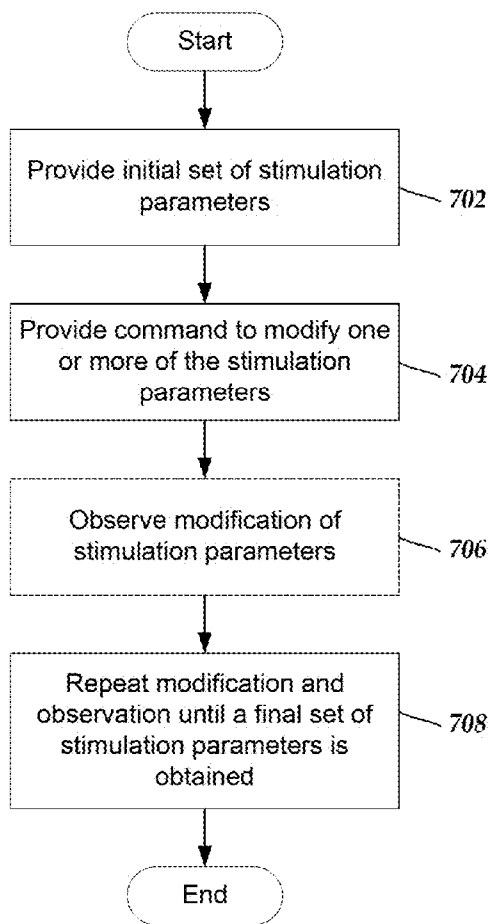 Start
Provide initial set of stimulation
parameters
702
Provide command to modify one
or more of the stimulation
parameters
704
Observe modification of
stimulation parameters
706
Repeat modification and
observation until a final set of
stimulation parameters is
obtained
708
End